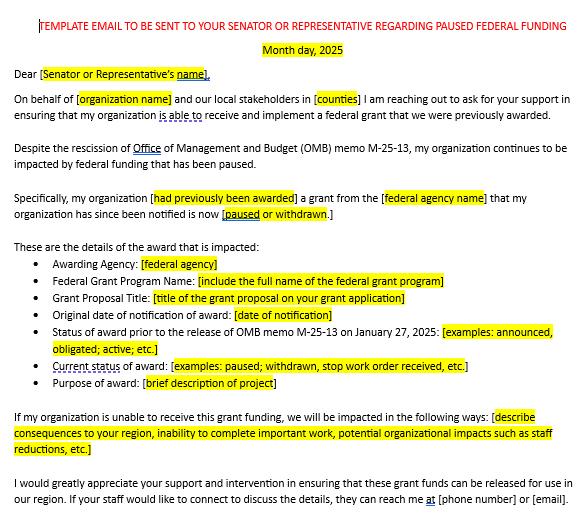 TEMPLATE EMAIL TO BE SENT TO YOUR SENATOR OR REPRESENTATIVE REGARDING PAUSED FEDERAL FUNDING
Month day, 2025
Dear [Senator or Representative's name],
On behalf of [organization name] and our local stakeholders in [counties] I am reaching out to ask for your support in
ensuring that my organization is able to receive and implement a federal grant that we were previously awarded.
Despite the rescission of Office of Management and Budget (OMB) memo M-25-13, my organization continues to be
impacted by federal funding that has been paused.
Specifically, my organization [had previously been awarded] a grant from the [federal agency name] that my
organization has since been notified is now [paused or withdrawn.]
These are the details of the award that is impacted:
• Awarding Agency: [federal agency]
• Federal Grant Program Name: [include the full name of the federal grant program]
• Grant Proposal Title: [title of the grant proposal on your grant application]
• Original date of notification of award: [date of notification]
• Status of award prior to the release of OMB memo M-25-13 on January 27, 2025: [examples: announced,
obligated; active; etc.]
• Current status of award: [examples: paused; withdrawn, stop work order received, etc.]
• Purpose of award: [brief description of project]
If my organization is unable to receive this grant funding, we will be impacted in the following ways: [describe
consequences to your region, inability to complete important work, potential organizational impacts such as staff
reductions, etc.]
I would greatly appreciate your support and intervention in ensuring that these grant funds can be released for use in
our region. If your staff would like to connect to discuss the details, they can reach me at [phone number] or [email].